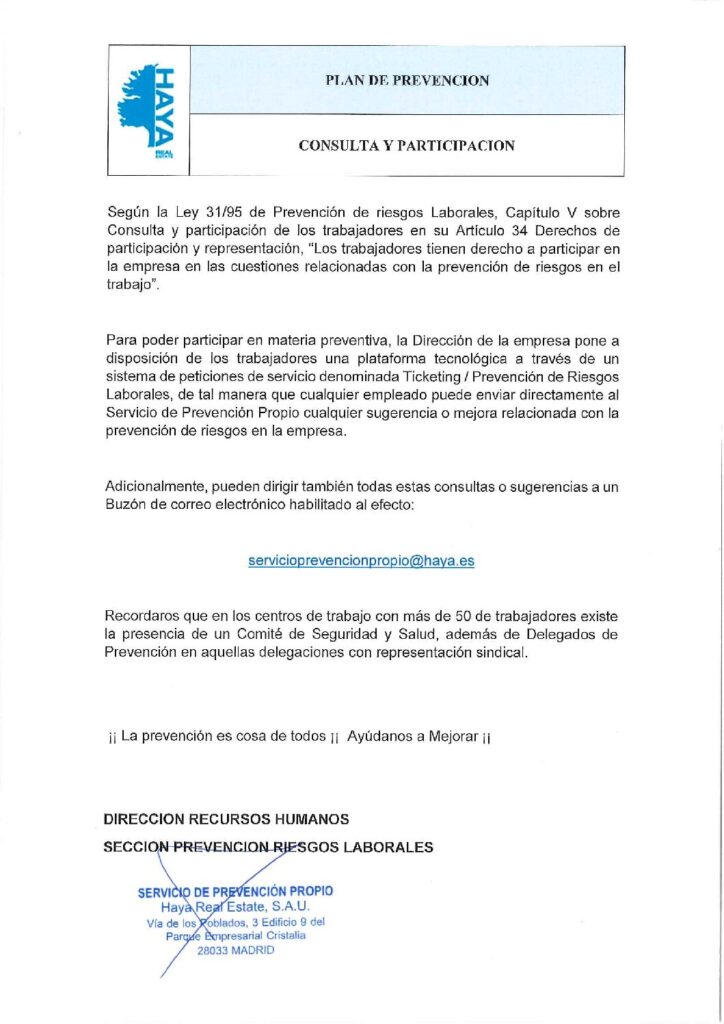 HAYA
REAL
ESTATE
PLAN DE PREVENCION
CONSULTA Y PARTICIPACION
Según la Ley 31/95 de Prevención de riesgos Laborales, Capítulo V sobre
Consulta y participación de los trabajadores en su Artículo 34 Derechos de
participación y representación, “Los trabajadores tienen derecho a participar en
la empresa en las cuestiones relacionadas con la prevención de riesgos en el
trabajo”.
Para poder participar en materia preventiva, la Dirección de la empresa pone a
disposición de los trabajadores una plataforma tecnológica a través de un
sistema de peticiones de servicio denominada Ticketing / Prevención de Riesgos
Laborales, de tal manera que cualquier empleado puede enviar directamente al
Servicio de Prevención Propio cualquier sugerencia o mejora relacionada con la
prevención de riesgos en la empresa.
Adicionalmente, pueden dirigir también todas estas consultas o sugerencias a un
Buzón de correo electrónico habilitado al efecto:
servicioprevencionpropio@haya.es
Recordaros que en los centros de trabajo con más de 50 de trabajadores existe
la presencia de un Comité de Seguridad y Salud, además de Delegados de
Prevención en aquellas delegaciones con representación sindical.
¡¡ La prevención es cosa de todos ¡¡ Ayúdanos a Mejorar ¡¡
DIRECCION RECURSOS HUMANOS
SECCION PREVENCION RIESGOS LABORALES
SERVICIO DE PREVENCIÓN PROPIO
Haya Real Estate, S.A.U.
Vía de los Poblados, 3 Edificio 9 del
Parque Empresarial Cristalia
28033 MADRID